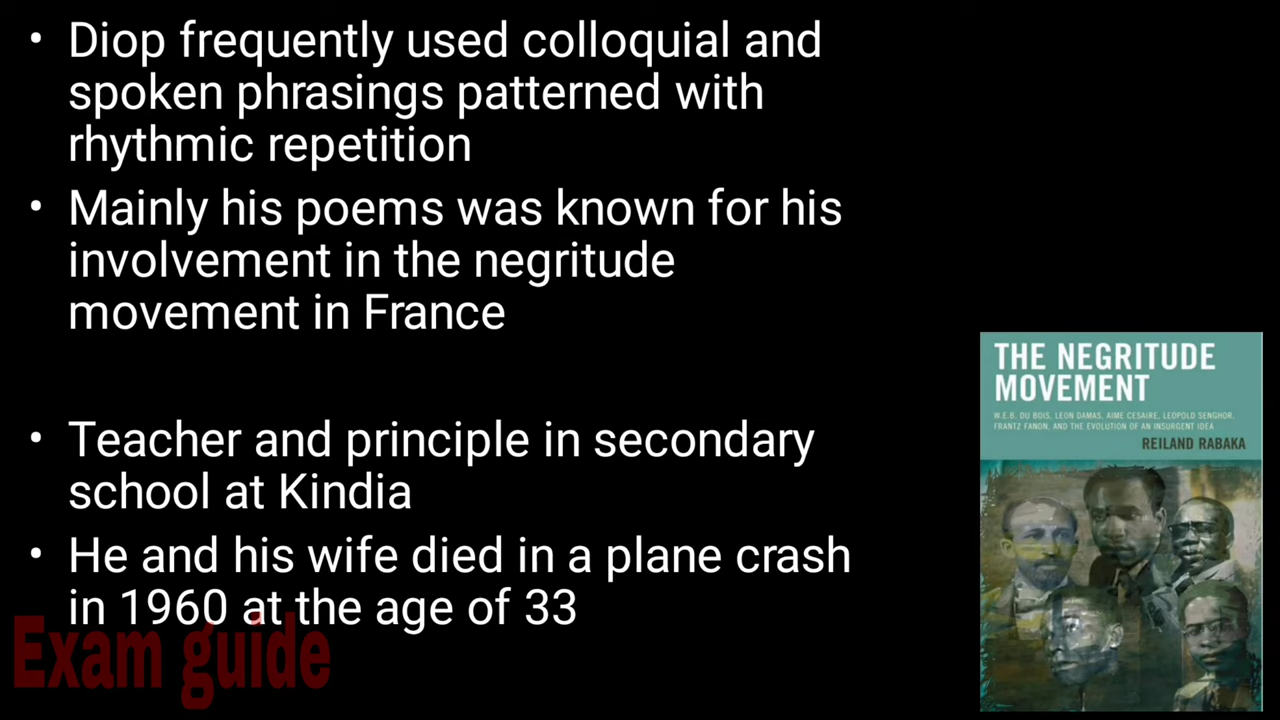 • Diop frequently used colloquial and
spoken phrasings patterned with
rhythmic repetition
• Mainly his poems was known for his
involvement in the negritude
movement in France
• Teacher and principle in secondary
school at Kindia
• He and his wife died in a plane crash
in 1960 at the age of 33
Exam guide
THE NEGRITUDE
MOVEMENT
W.E.B. DU BOIS, LEON DAMAS, AIME CESAIRE, LEOPOLD SENGHOR,
FRANTZ FANON, AND THE EVOLUTION OF AN INSURGENT IDEA
REILAND RABAKA